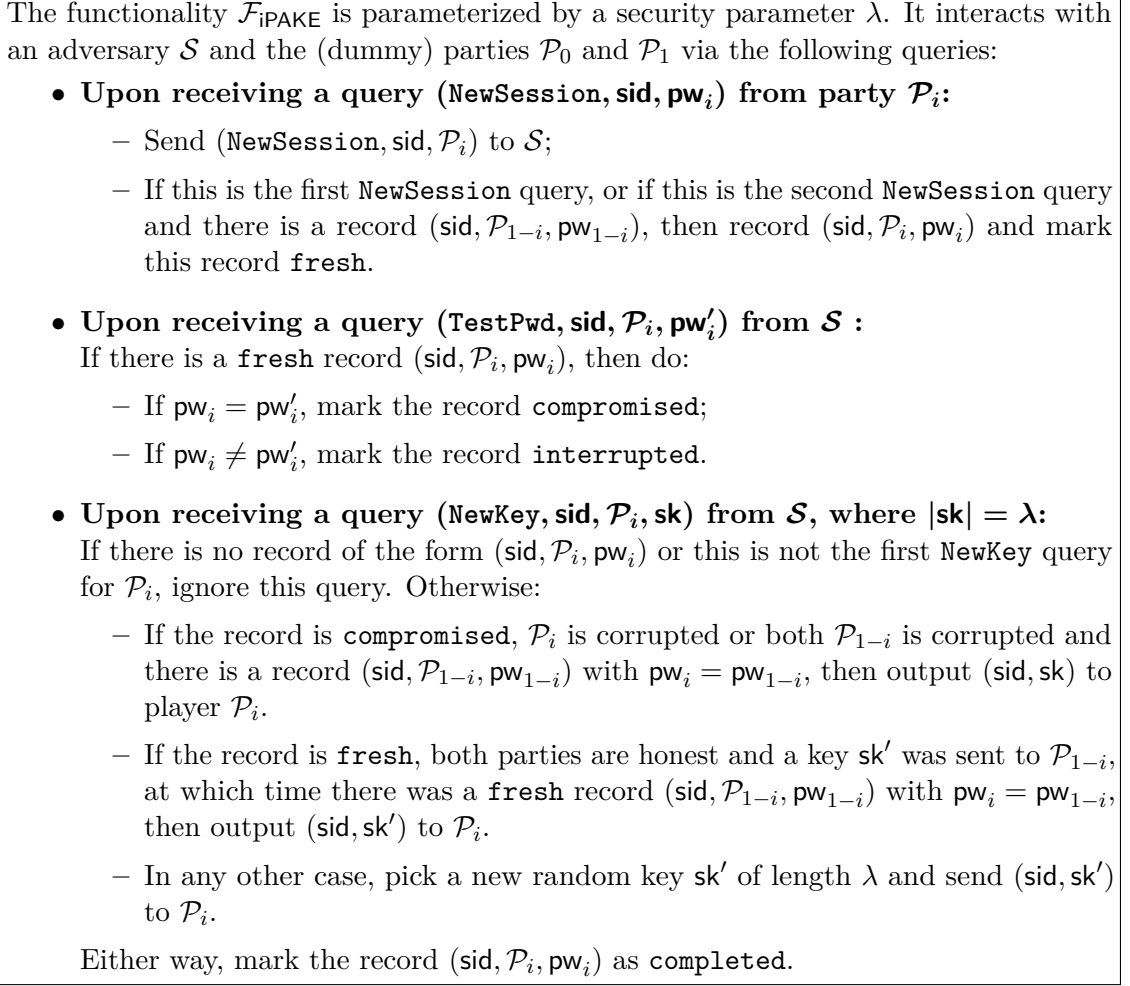 The functionality F_iPAKE is parameterized by a security parameter λ. It interacts with
an adversary S and the (dummy) parties P_0 and P_1 via the following queries:
• Upon receiving a query (NewSession, sid, pw_i) from party P_i:
– Send (NewSession, sid, P_i) to S;
– If this is the first NewSession query, or if this is the second NewSession query
and there is a record (sid, P_{1−i}, pw_{1−i}), then record (sid, P_i, pw_i) and mark
this record fresh.
• Upon receiving a query (TestPwd, sid, P_i, pw′_i) from S :
If there is a fresh record (sid, P_i, pw_i), then do:
– If pw_i = pw′_i, mark the record compromised;
– If pw_i ≠ pw′_i, mark the record interrupted.
• Upon receiving a query (NewKey, sid, P_i, sk) from S, where |sk| = λ:
If there is no record of the form (sid, P_i, pw_i) or this is not the first NewKey query
for P_i, ignore this query. Otherwise:
– If the record is compromised, P_i is corrupted or both P_{1−i} is corrupted and
there is a record (sid, P_{1−i}, pw_{1−i}) with pw_i = pw_{1−i}, then output (sid, sk) to
player P_i.
– If the record is fresh, both parties are honest and a key sk′ was sent to P_{1−i},
at which time there was a fresh record (sid, P_{1−i}, pw_{1−i}) with pw_i = pw_{1−i},
then output (sid, sk′) to P_i.
– In any other case, pick a new random key sk′ of length λ and send (sid, sk′)
to P_i.
Either way, mark the record (sid, P_i, pw_i) as completed.